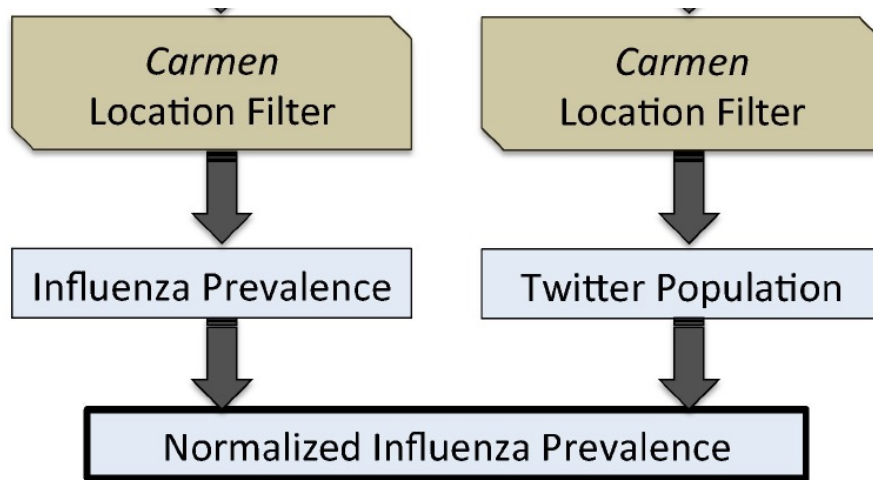 Carmen
Location Filter
Carmen
Location Filter
Influenza Prevalence
Twitter Population
Normalized Influenza Prevalence